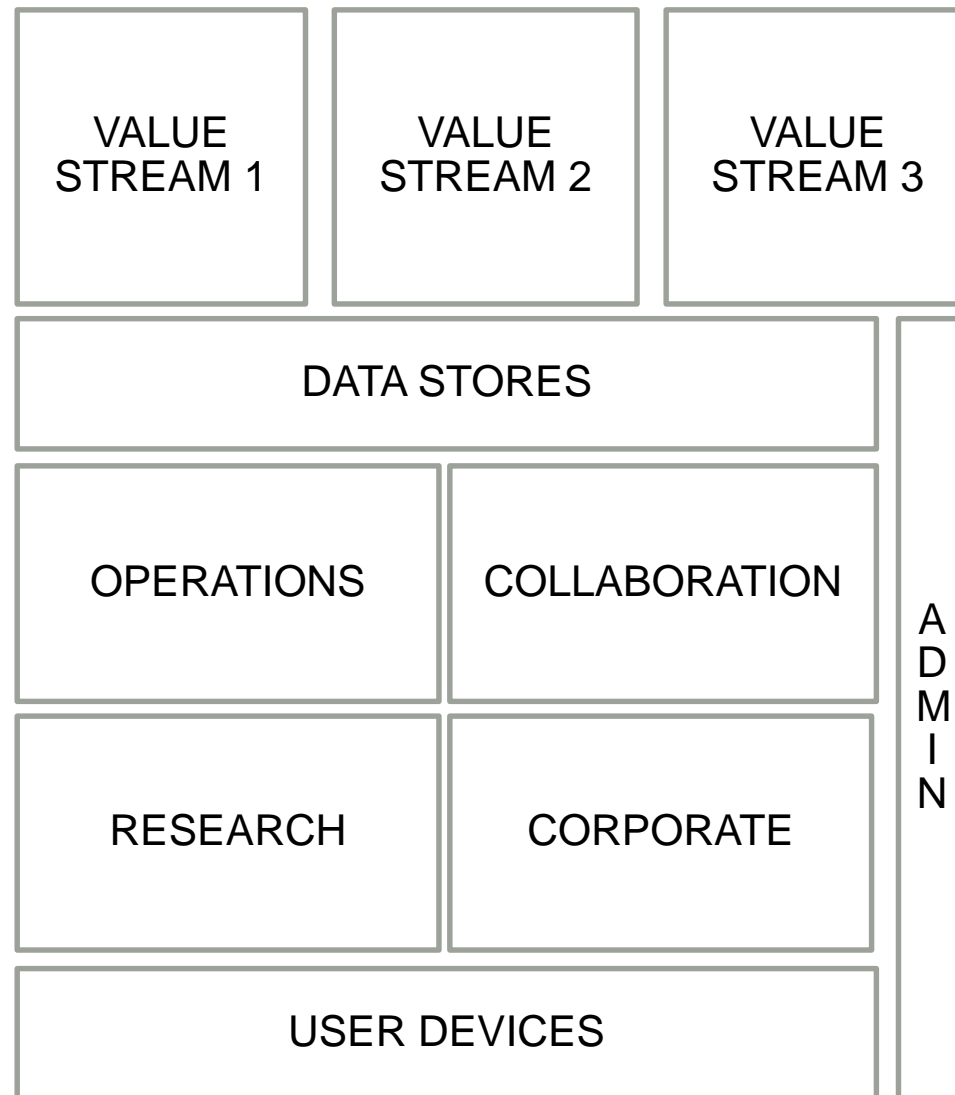 VALUE
STREAM 1
VALUE
STREAM 2
VALUE
STREAM 3
DATA STORES
OPERATIONS
COLLABORATION
RESEARCH
CORPORATE
USER DEVICES
A
D
M
I
N